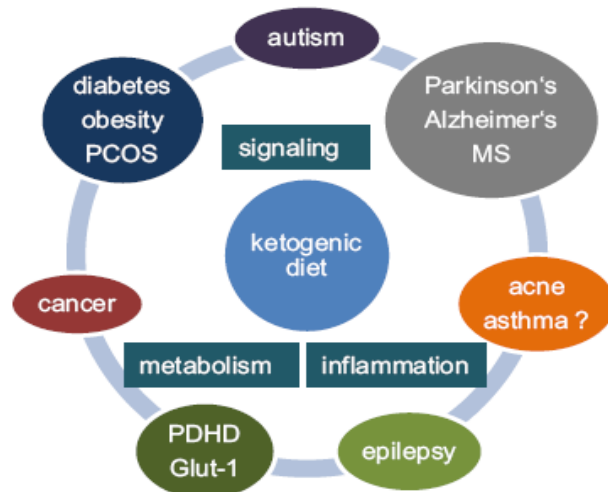 autism
diabetes
obesity
PCOS
Parkinson‘s
Alzheimer‘s
MS
signaling
ketogenic
diet
cancer
acne
asthma ?
metabolism
inflammation
PDHD
Glut-1
epilepsy